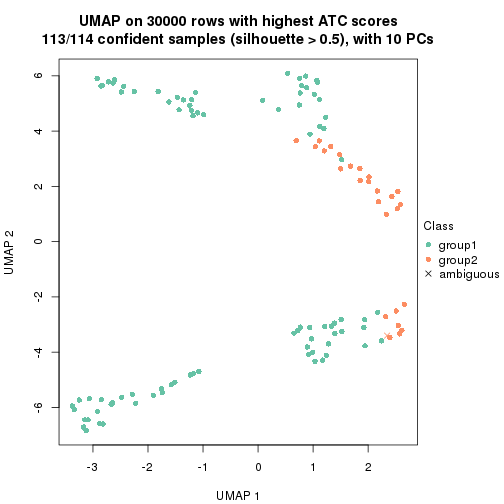 UMAP on 30000 rows with highest ATC scores
113/114 confident samples (silhouette > 0.5), with 10 PCs
6
4
2
0
-2
-4
-6
UMAP 2
-3
-2
-1
0
1
2
UMAP 1
Class
group1
group2
ambiguous